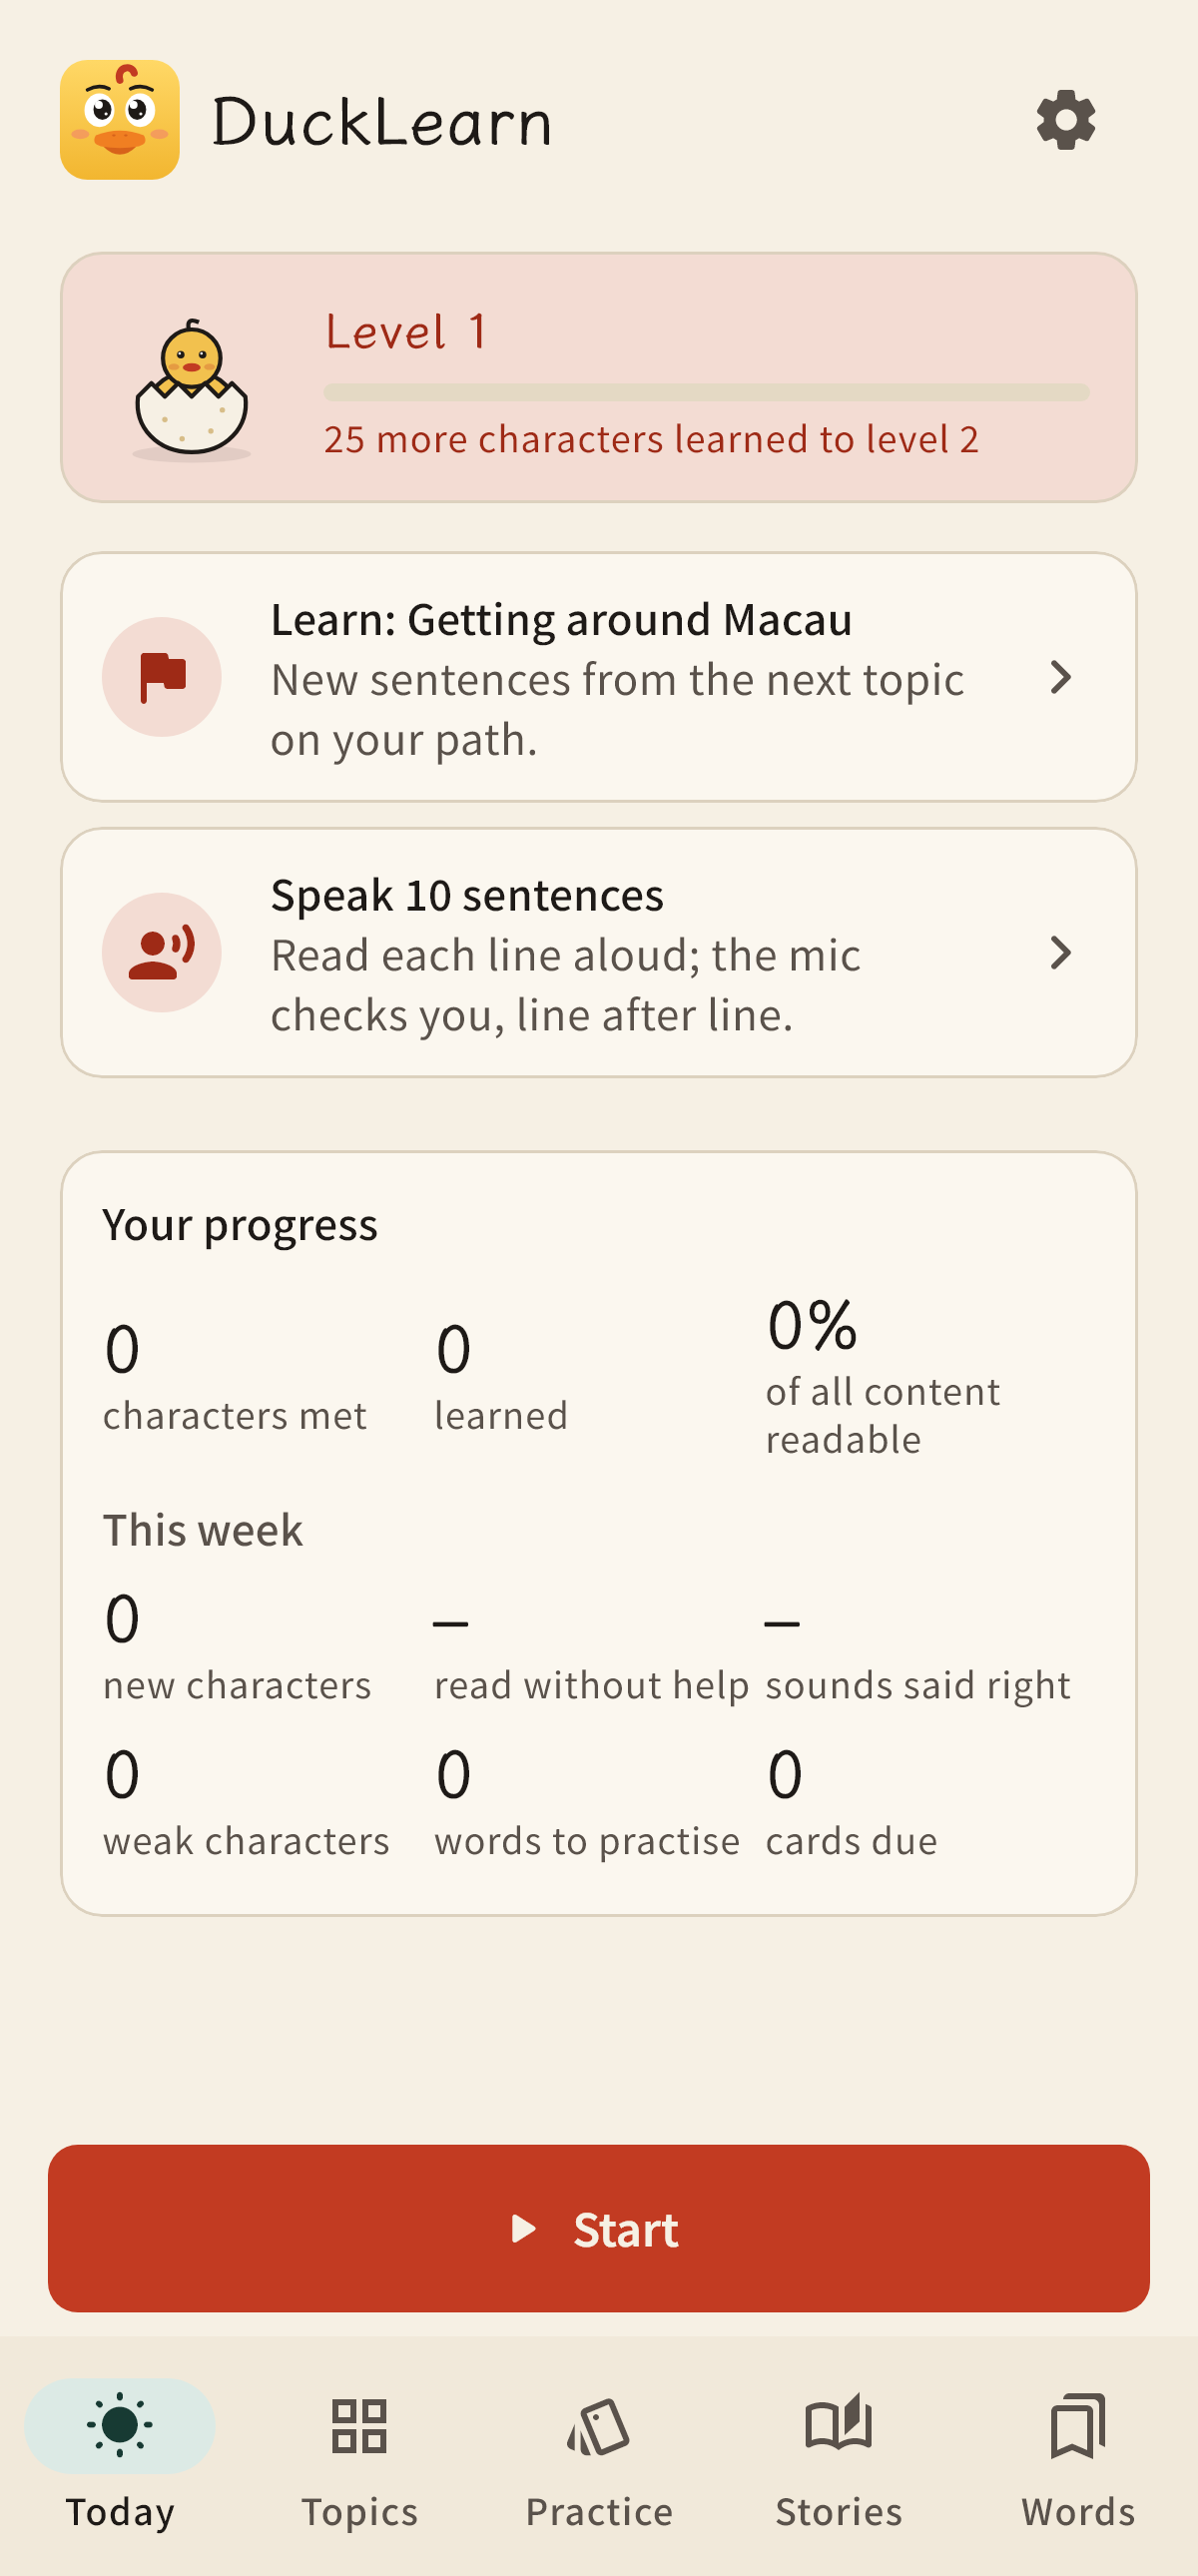 DuckLearn
Level 1
25 more characters learned to level 2
Learn: Getting around Macau
New sentences from the next topic
on your path.
Speak 10 sentences
Read each line aloud; the mic
checks you, line after line.
Your progress
0
characters met
0
learned
0%
of all content
readable
This week
0
new characters
–
read without help
–
sounds said right
0
weak characters
0
words to practise
0
cards due
Start
Today
Topics
Practice
Stories
Words